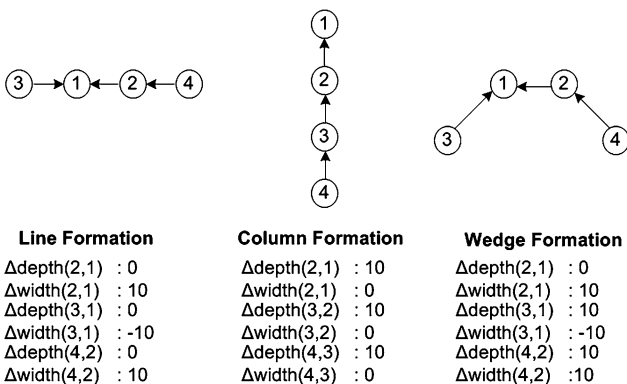 1
3 1 2 4
2
1 2
3
3 4
4
Line Formation
Δdepth(2,1) : 0
Δwidth(2,1) : 10
Δdepth(3,1) : 0
Δwidth(3,1) : -10
Δdepth(4,2) : 0
Δwidth(4,2) : 10
Column Formation
Δdepth(2,1) : 10
Δwidth(2,1) : 0
Δdepth(3,2) : 10
Δwidth(3,2) : 0
Δdepth(4,3) : 10
Δwidth(4,3) : 0
Wedge Formation
Δdepth(2,1) : 0
Δwidth(2,1) : 10
Δdepth(3,1) : 10
Δwidth(3,1) : -10
Δdepth(4,2) : 10
Δwidth(4,2) :10